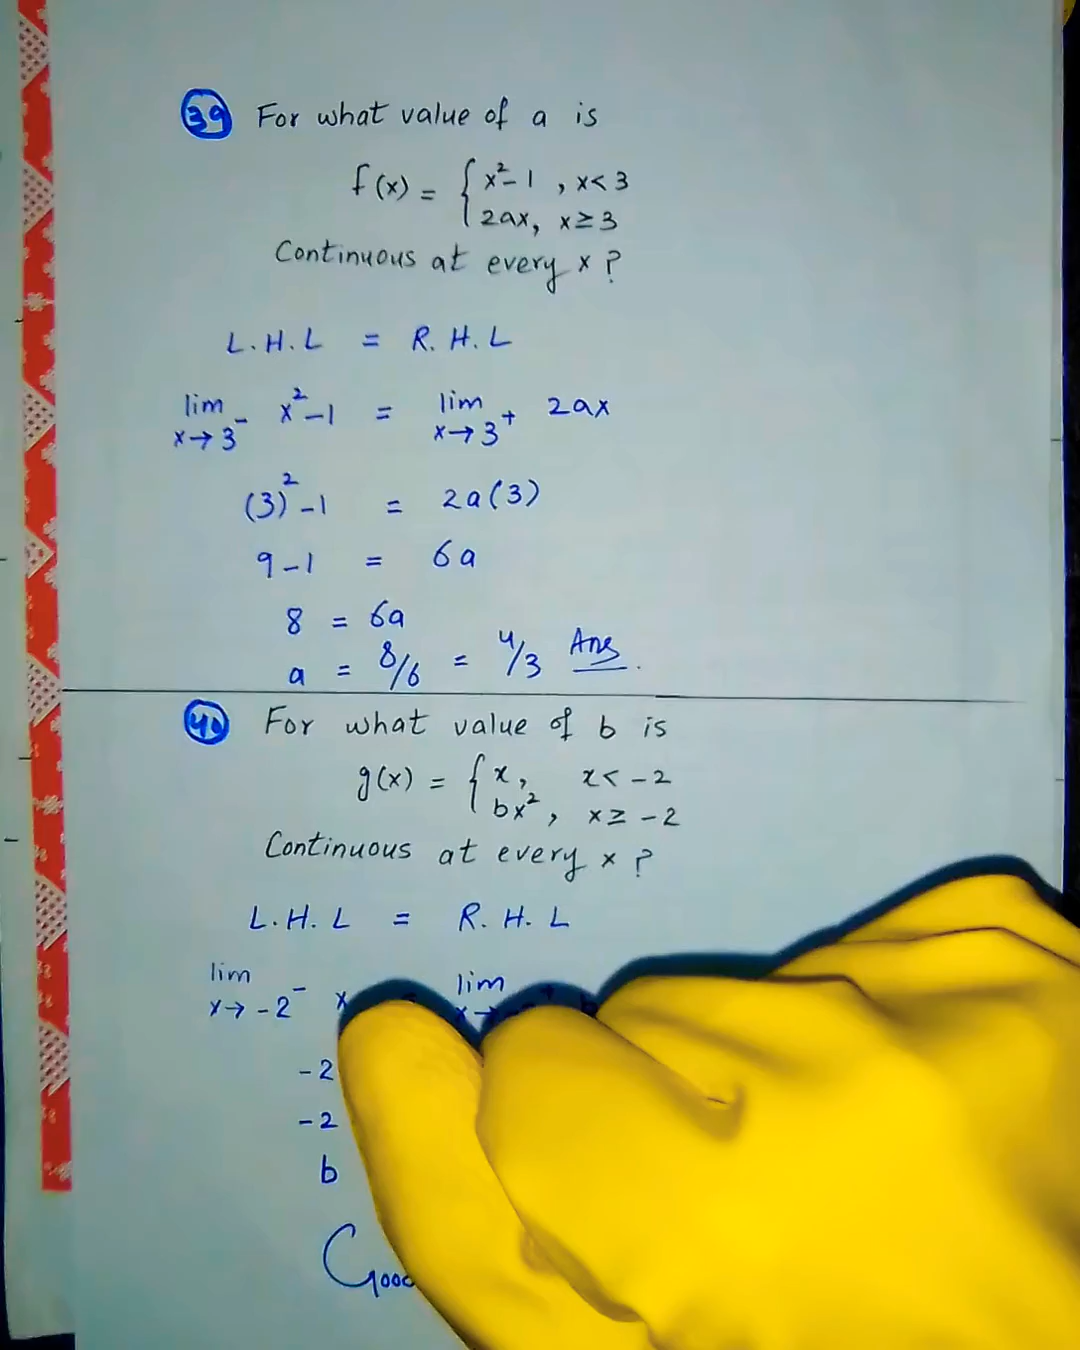 39 For what value of a is
f(x) = { x²-1 , x<3
2ax, x≥3
Continuous at every x ?
L.H.L = R.H.L
lim x→3⁻ x²-1 = lim x→3⁺ 2ax
(3)²-1 = 2a(3)
9-1 = 6a
8 = 6a
a = 8/6 = 4/3 Ans.
40 For what value of b is
g(x) = { x, x< -2
bx², x≥ -2
Continuous at every x ?
L.H.L = R.H.L
lim x→-2⁻ x = lim x→
-2
-2
b